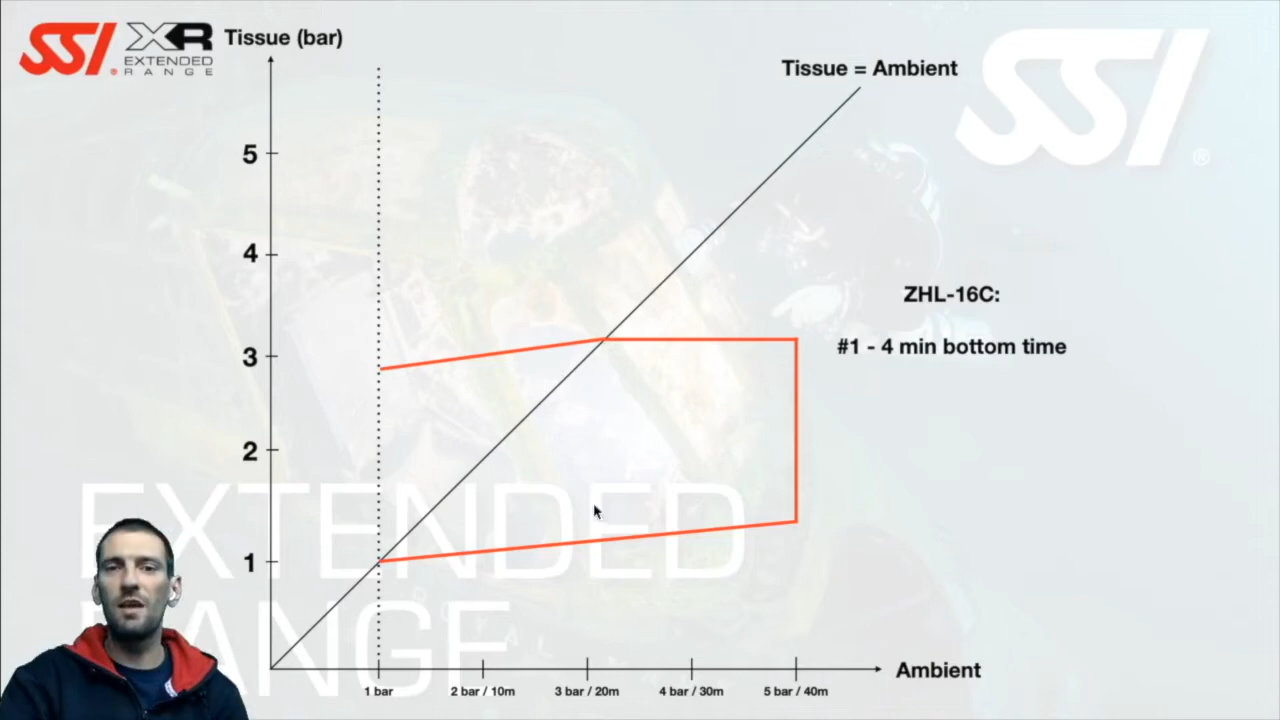 SSI XR EXTENDED RANGE
Tissue (bar)
SSI
Tissue = Ambient
5
4
3
2
1
ZHL-16C:
#1 - 4 min bottom time
EXTENDED
RANGE
1 bar
2 bar / 10m
3 bar / 20m
4 bar / 30m
5 bar / 40m
Ambient